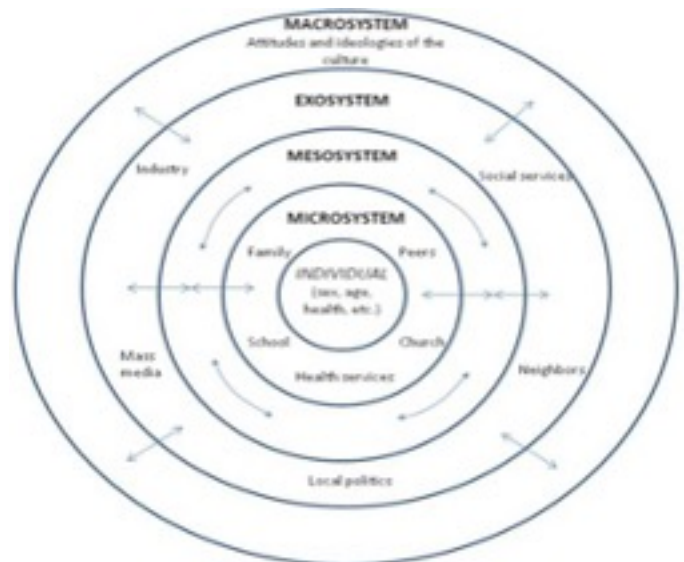 MACROSYSTEM
Attitudes and ideologies of the
culture
EXOSYSTEM
MESOSYSTEM
Industry
Social services
MICROSYSTEM
Family
Peers
INDIVIDUAL
(sex, age,
health, etc.)
School
Church
Mass
media
Health services
Neighbors
Local politics